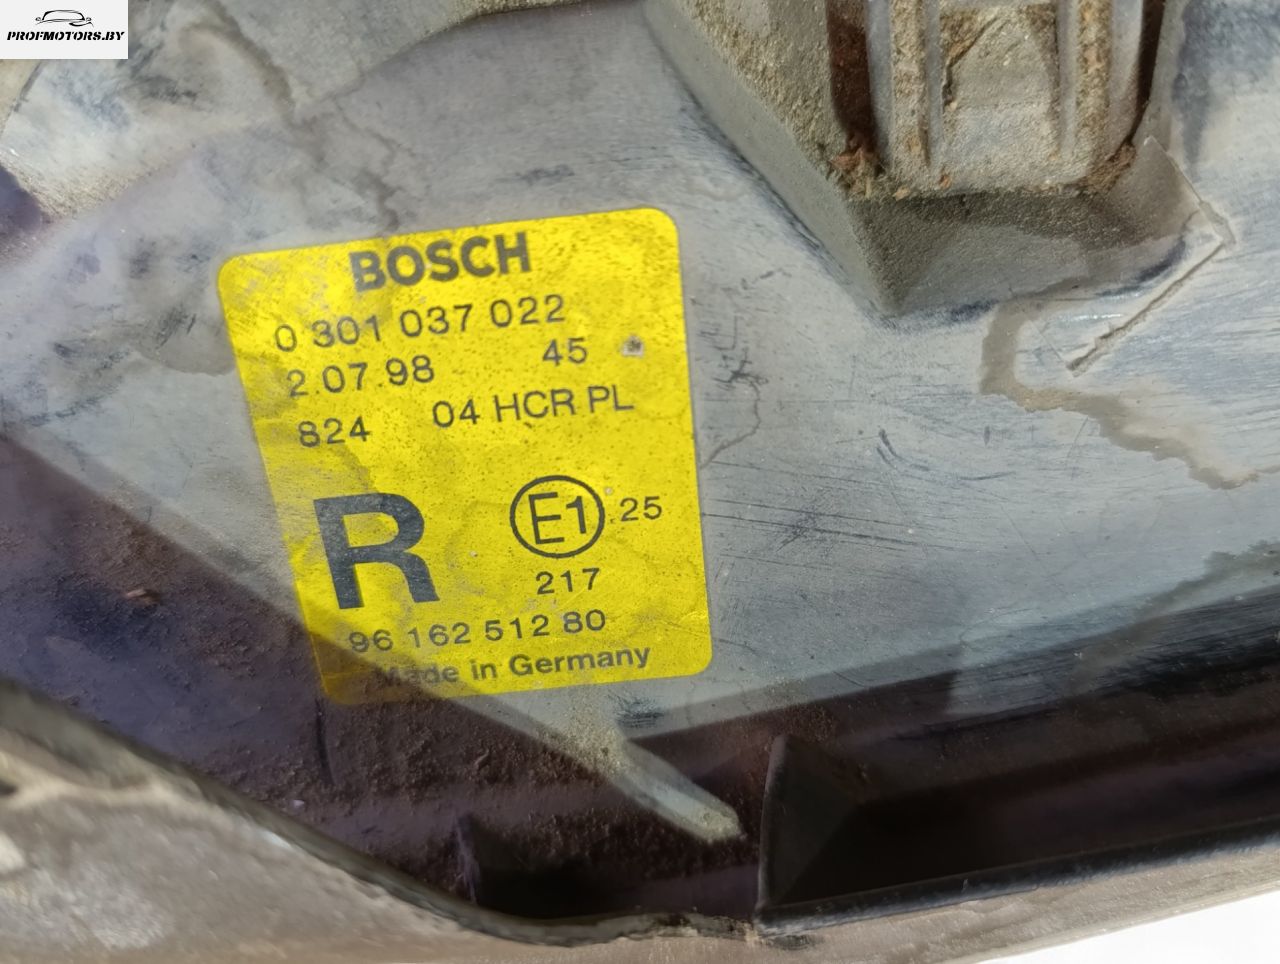 PROFMOTORS.BY
BOSCH
0 301 037 022
2.07.98 45
824 04 HCR PL
R E1 25
217
96 162 512 80
Made in Germany